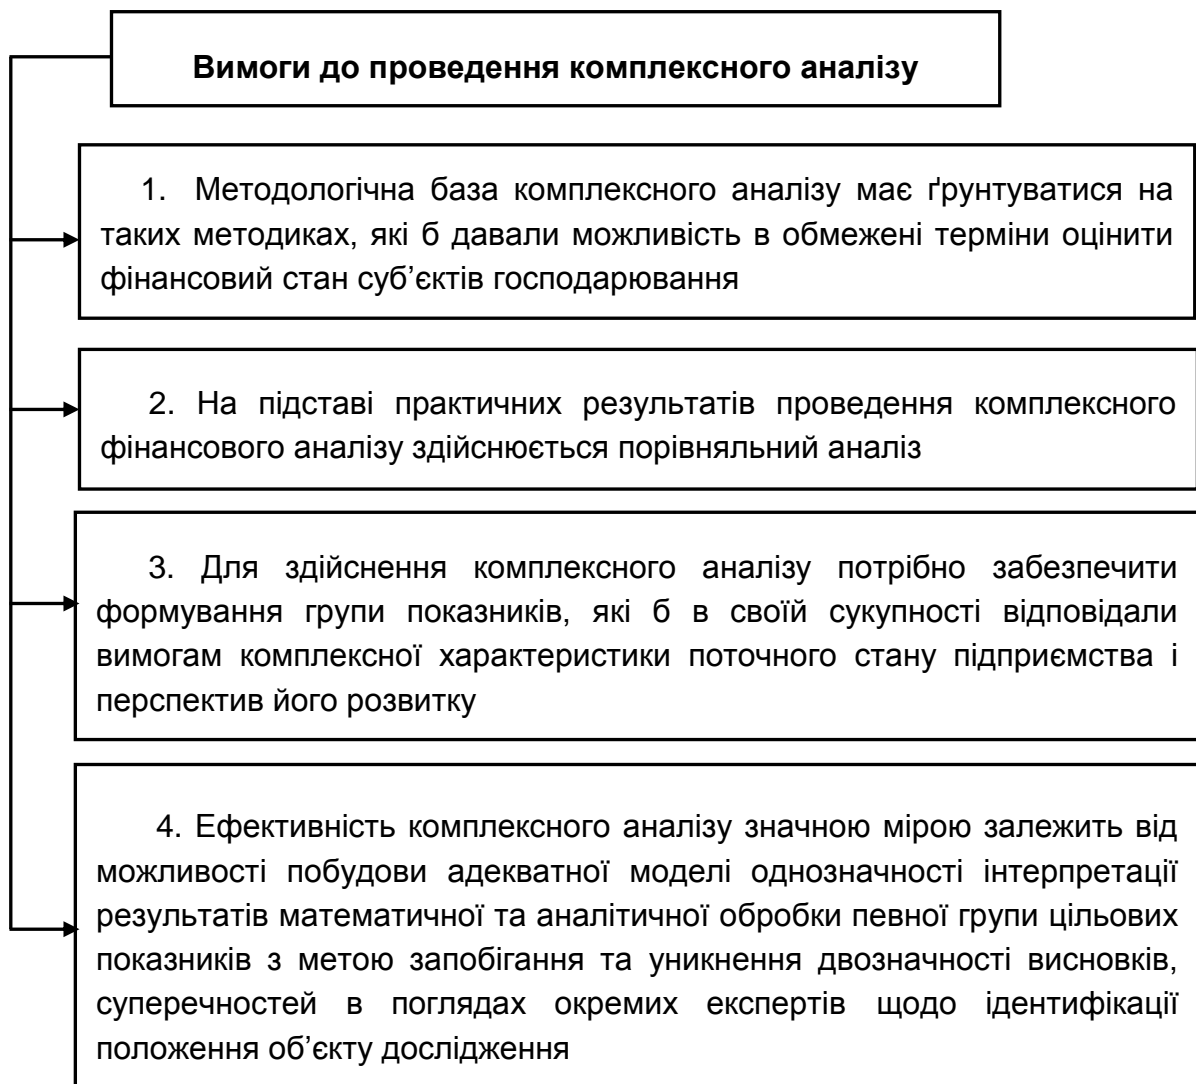 Вимоги до проведення комплексного аналізу
1. Методологічна база комплексного аналізу має ґрунтуватися на
таких методиках, які б давали можливість в обмежені терміни оцінити
фінансовий стан суб’єктів господарювання
2. На підставі практичних результатів проведення комплексного
фінансового аналізу здійснюється порівняльний аналіз
3. Для здійснення комплексного аналізу потрібно забезпечити
формування групи показників, які б в своїй сукупності відповідали
вимогам комплексної характеристики поточного стану підприємства і
перспектив його розвитку
4. Ефективність комплексного аналізу значною мірою залежить від
можливості побудови адекватної моделі однозначності інтерпретації
результатів математичної та аналітичної обробки певної групи цільових
показників з метою запобігання та уникнення двозначності висновків,
суперечностей в поглядах окремих експертів щодо ідентифікації
положення об’єкту дослідження